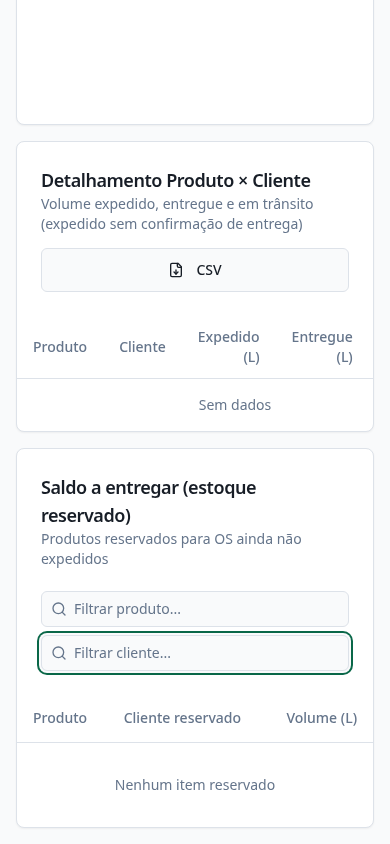 Detalhamento Produto × Cliente
Volume expedido, entregue e em trânsito
(expedido sem confirmação de entrega)
CSV
Produto Cliente Expedido (L) Entregue (L)
Sem dados
Saldo a entregar (estoque
reservado)
Produtos reservados para OS ainda não
expedidos
Filtrar produto...
Filtrar cliente...
Produto Cliente reservado Volume (L)
Nenhum item reservado